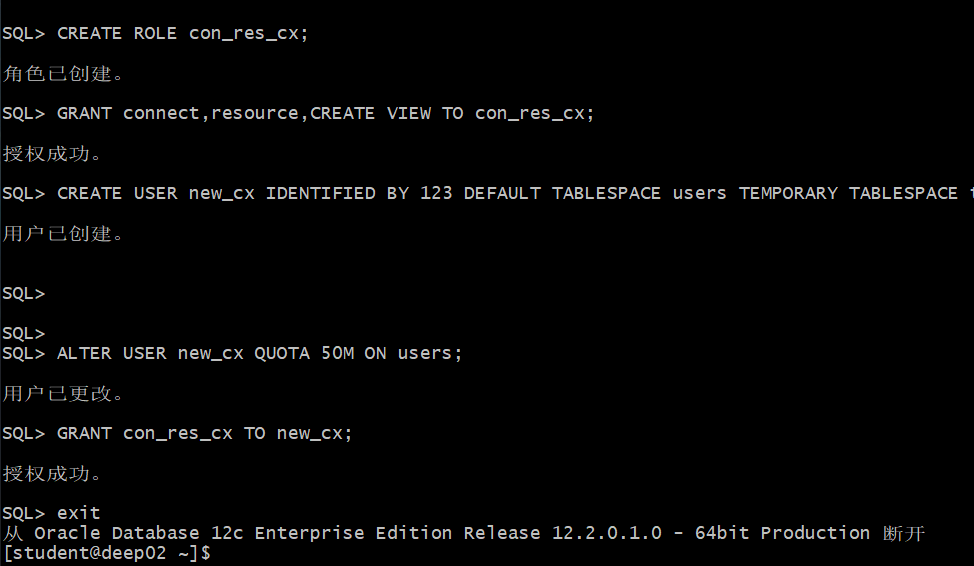 SQL> CREATE ROLE con_res_cx;
角色已创建。
SQL> GRANT connect,resource,CREATE VIEW TO con_res_cx;
授权成功。
SQL> CREATE USER new_cx IDENTIFIED BY 123 DEFAULT TABLESPACE users TEMPORARY TABLESPACE
用户已创建。
SQL>
SQL>
SQL> ALTER USER new_cx QUOTA 50M ON users;
用户已更改。
SQL> GRANT con_res_cx TO new_cx;
授权成功。
SQL> exit
从 Oracle Database 12c Enterprise Edition Release 12.2.0.1.0 - 64bit Production 断开
[student@deep02 ~]$